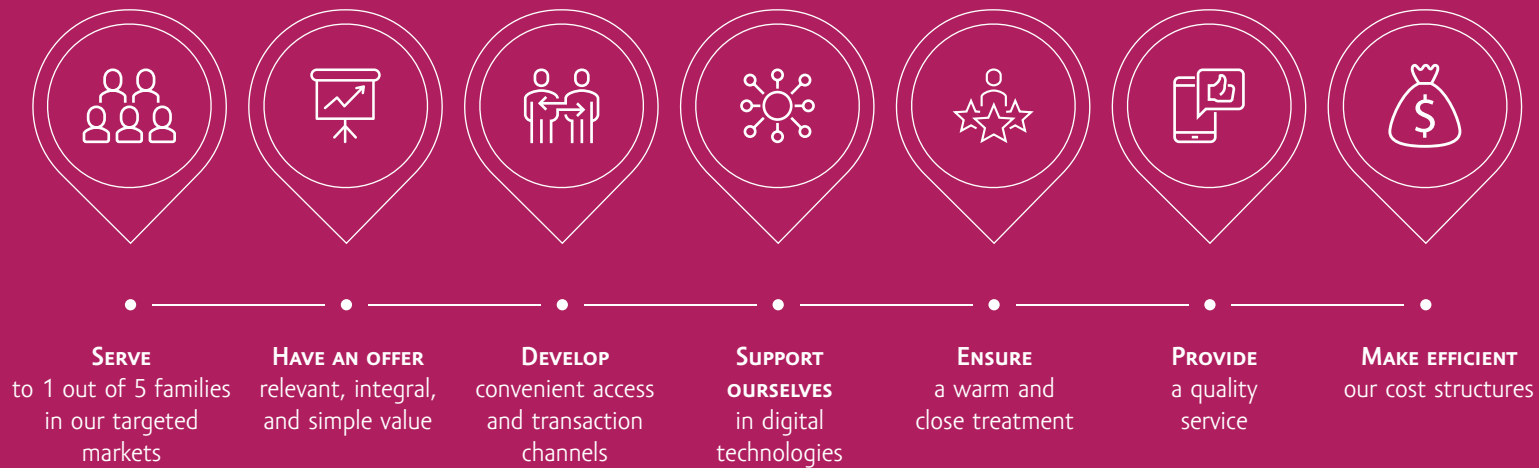 $
SERVE
to 1 out of 5 families
in our targeted
markets
HAVE AN OFFER
relevant, integral,
and simple value
DEVELOP
convenient access
and transaction
channels
SUPPORT
OURSELVES
in digital
technologies
ENSURE
a warm and
close treatment
PROVIDE
a quality
service
MAKE EFFICIENT
our cost structures